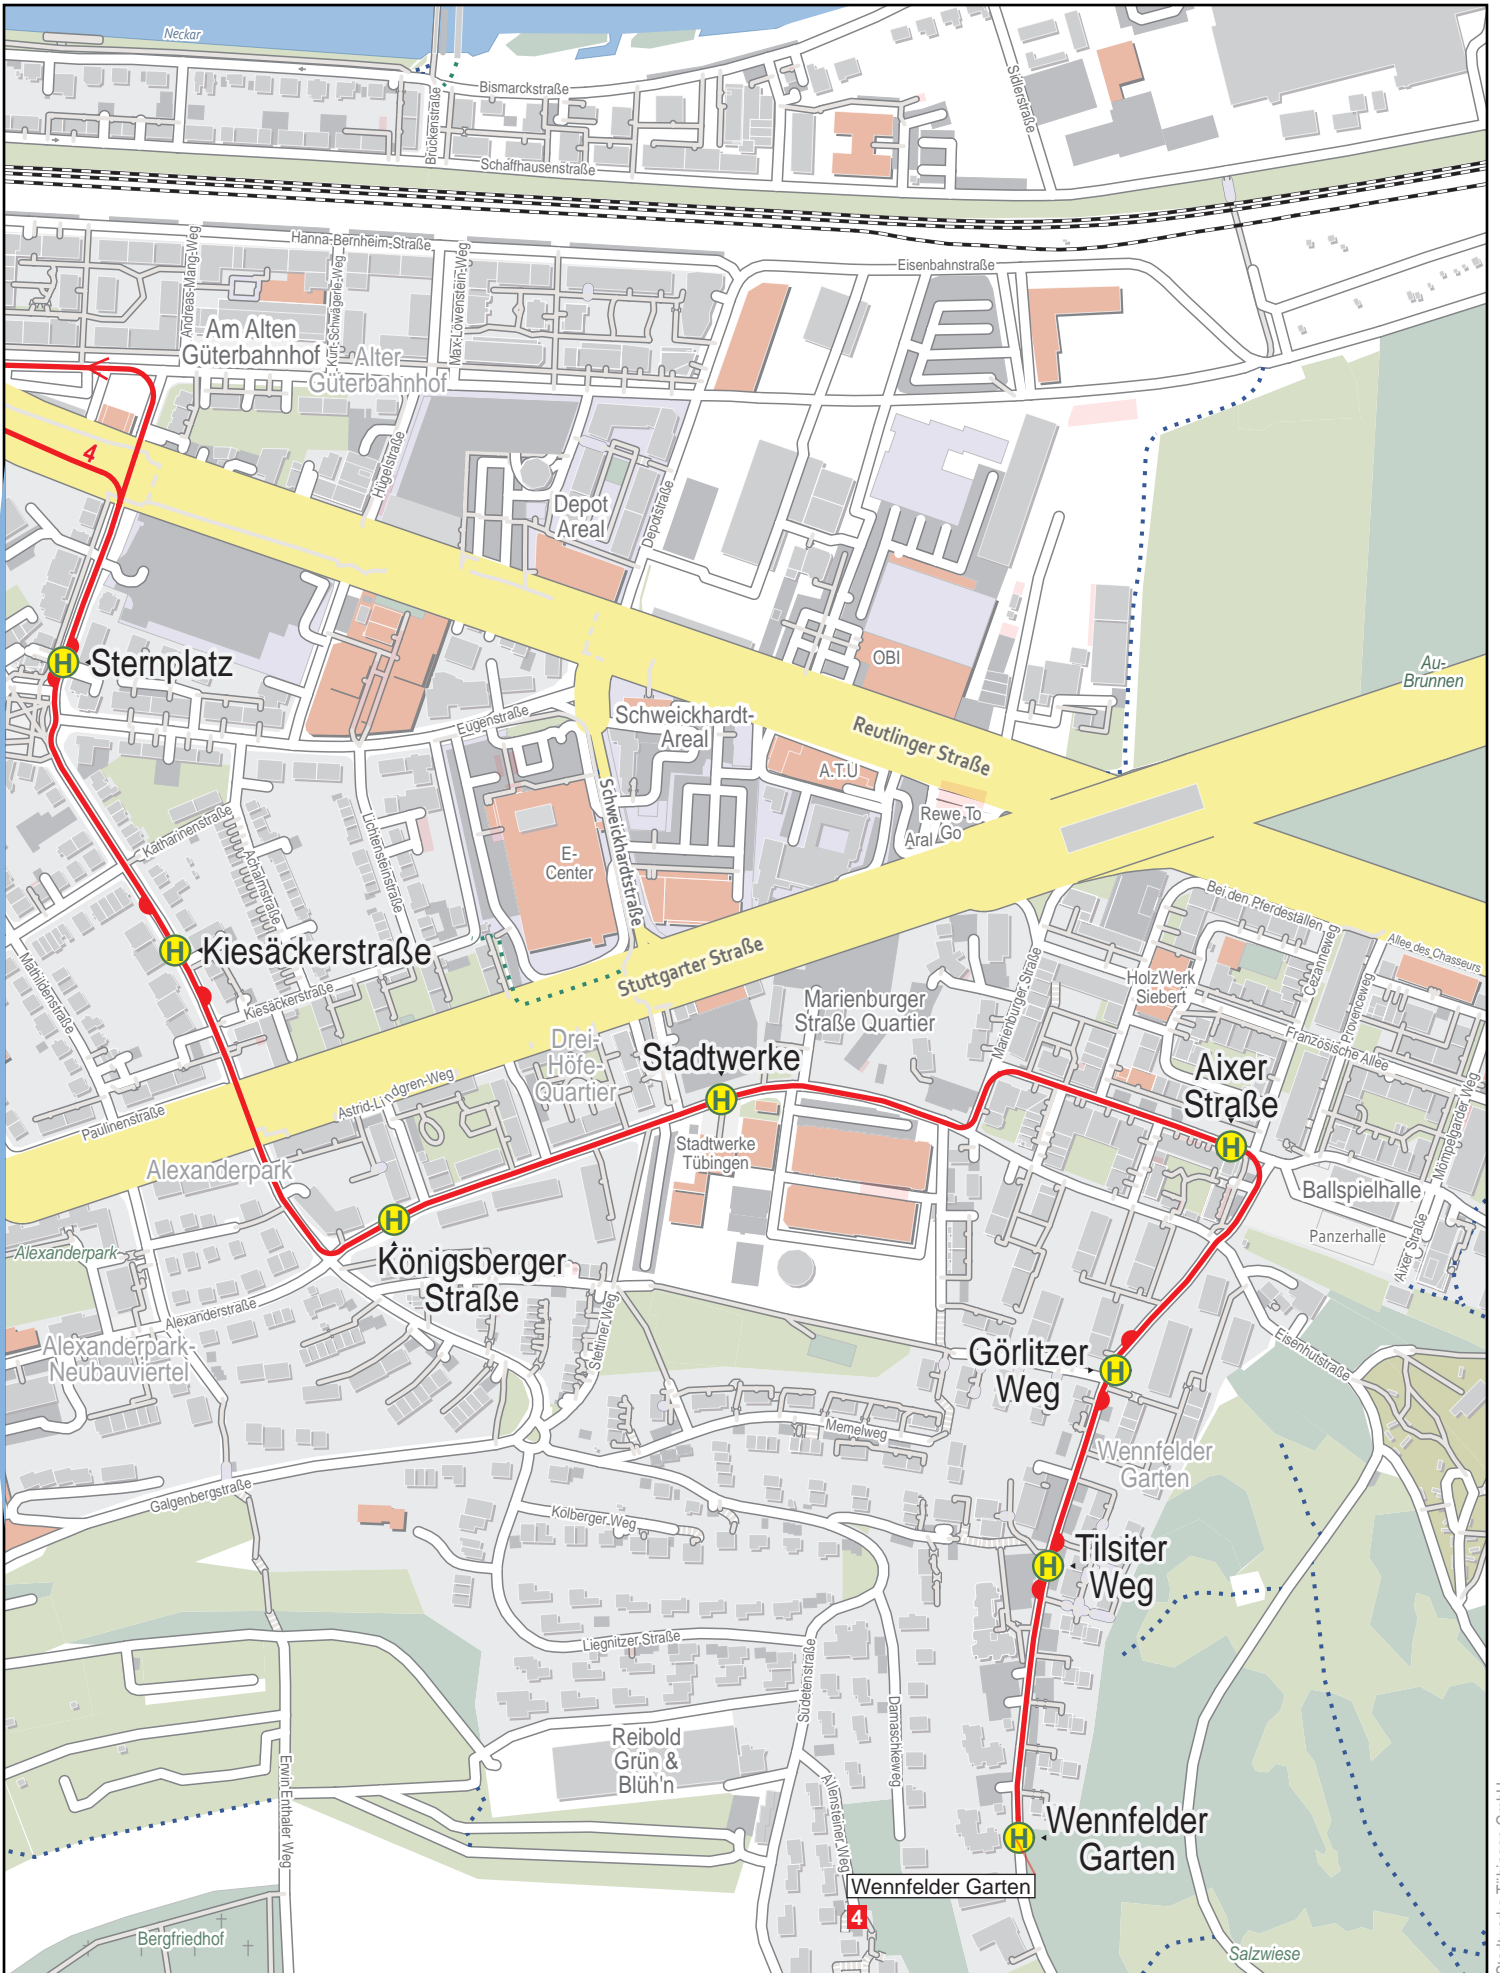 Neckar
Bismarckstraße
Brückenstraße
Schaffhausenstraße
Sidlerstraße
Hanna-Bernheim-Straße
Andreas-Mang-Weg
Kurt-Schwägerle-Weg
Max-Löwenstein-Weg
Eisenbahnstraße
Am Alten
Güterbahnhof
Alter
Güterbahnhof
4
Hügelstraße
Depot
Areal
Depotstraße
Sternplatz
OBI
Au-
Brunnen
Eugenstraße
Schweickhardt-
Areal
Reutlinger Straße
A.T.U
Schweickhardtstraße
Rewe To
Go
Aral
Katharinenstraße
Achalmstraße
Lichtensteinstraße
E-
Center
Bei den Pferdeställen
Kiesäckerstraße
Mathildenstraße
Kiesäckerstraße
Stuttgarter Straße
Marienburger
Straße Quartier
Marienburger Straße
HolzWerk
Siebert
Cezanneweg
Provenceweg
Allee des Chasseurs
Französische Allee
Drei-
Höfe-
Quartier
Stadtwerke
Aixer
Straße
Paulinenstraße
Astrid-Lindgren-Weg
Mömpelgarder Weg
Alexanderpark
Stadtwerke
Tübingen
Ballspielhalle
Panzerhalle
Aixer Straße
Alexanderpark
Königsberger
Straße
Alexanderstraße
Stettiner Weg
Alexanderpark-
Neubauviertel
Görlitzer
Weg
Eisenhutstraße
Memelweg
Wennfelder
Garten
Galgenbergstraße
Kolberger Weg
Tilsiter
Weg
Liegnitzer Straße
Sudetenstraße
Damaschkeweg
Reibold
Grün &
Blüh'n
Erwin Enthaler Weg
Allensteiner Weg
Wennfelder
Garten
Wennfelder Garten
4
Bergfriedhof
Salzwiese
H
H
H
H
H
H
H
H